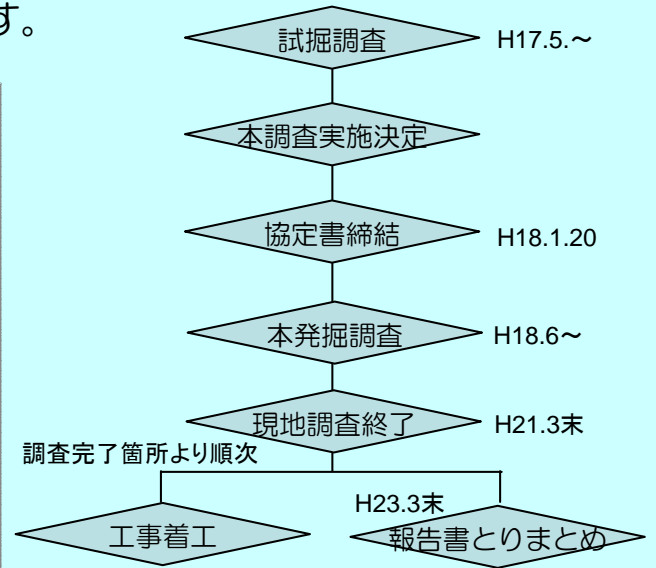 す。
試掘調査 H17.5.～
本調査実施決定
協定書締結 H18.1.20
本発掘調査 H18.6～
現地調査終了 H21.3末
調査完了箇所より順次
H23.3末
工事着工 報告書とりまとめ